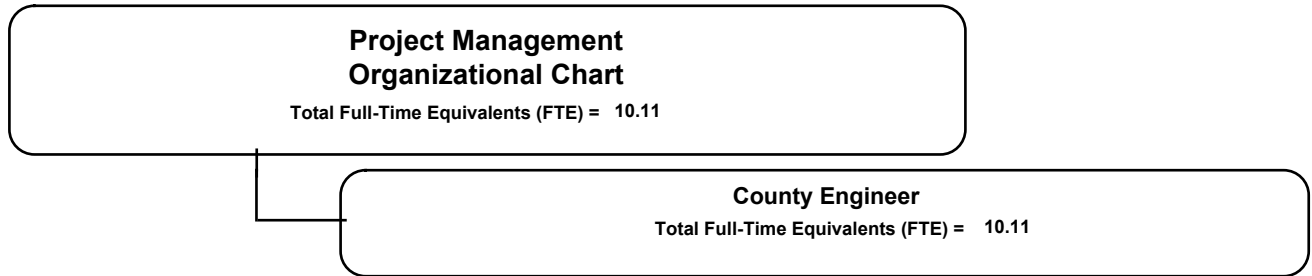 Project Management
Organizational Chart
Total Full-Time Equivalents (FTE) = 10.11
County Engineer
Total Full-Time Equivalents (FTE) = 10.11